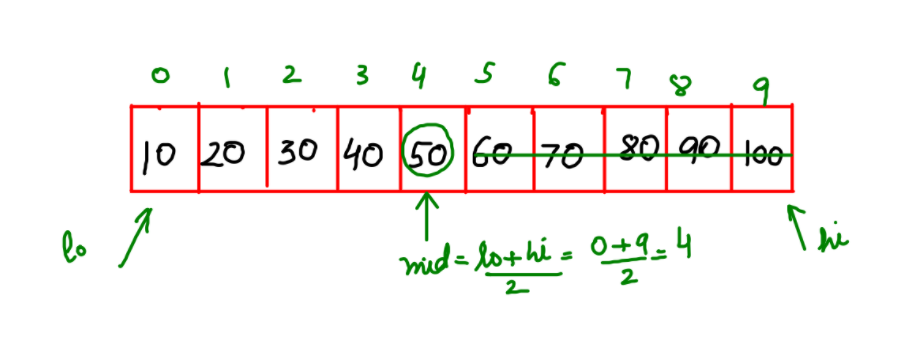 0 1 2 3 4 5 6 7 8 9
10 20 30 40 50 60 70 80 90 100
lo hi
mid = lo+hi/2 = 0+9/2 = 4